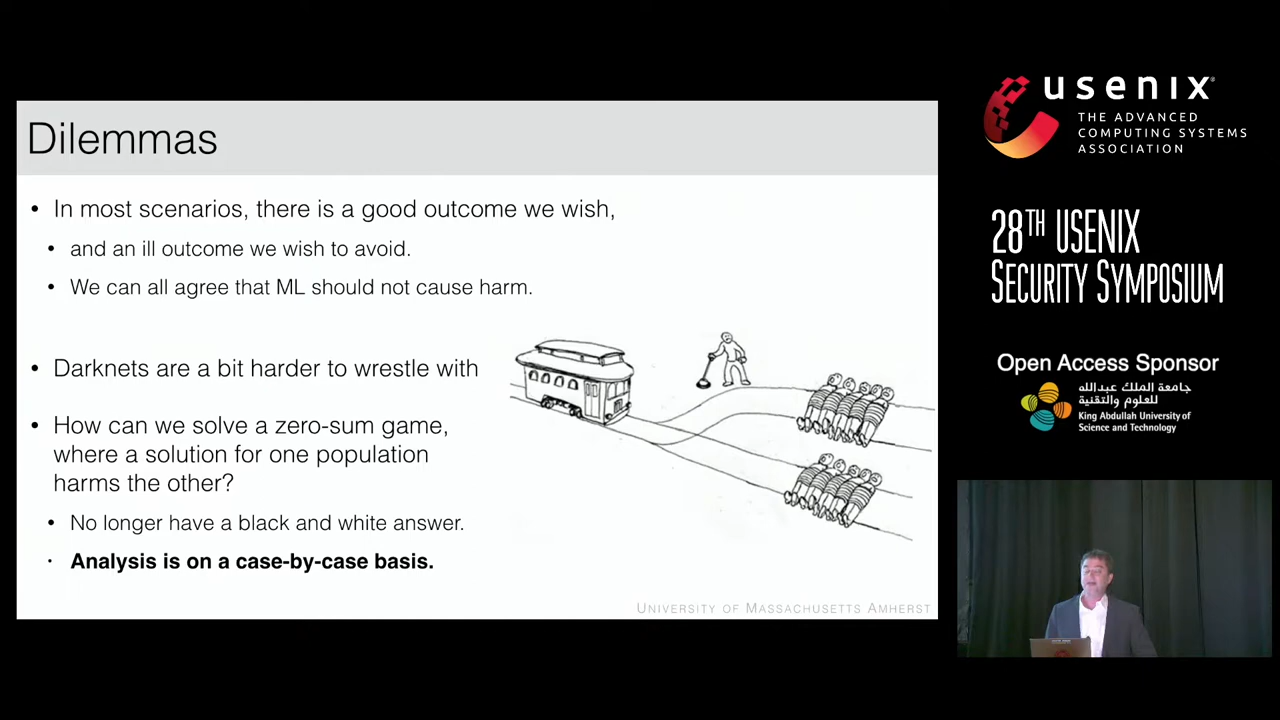 Dilemmas
• In most scenarios, there is a good outcome we wish,
• and an ill outcome we wish to avoid.
• We can all agree that ML should not cause harm.
• Darknets are a bit harder to wrestle with
• How can we solve a zero-sum game,
where a solution for one population
harms the other?
• No longer have a black and white answer.
• Analysis is on a case-by-case basis.
UNIVERSITY OF MASSACHUSETTS AMHERST
usenix
THE ADVANCED
COMPUTING SYSTEMS
ASSOCIATION
28TH USENIX
SECURITY SYMPOSIUM
Open Access Sponsor
جامعة الملك عبدالله
للعلوم والتقنية
King Abdullah University of
Science and Technology